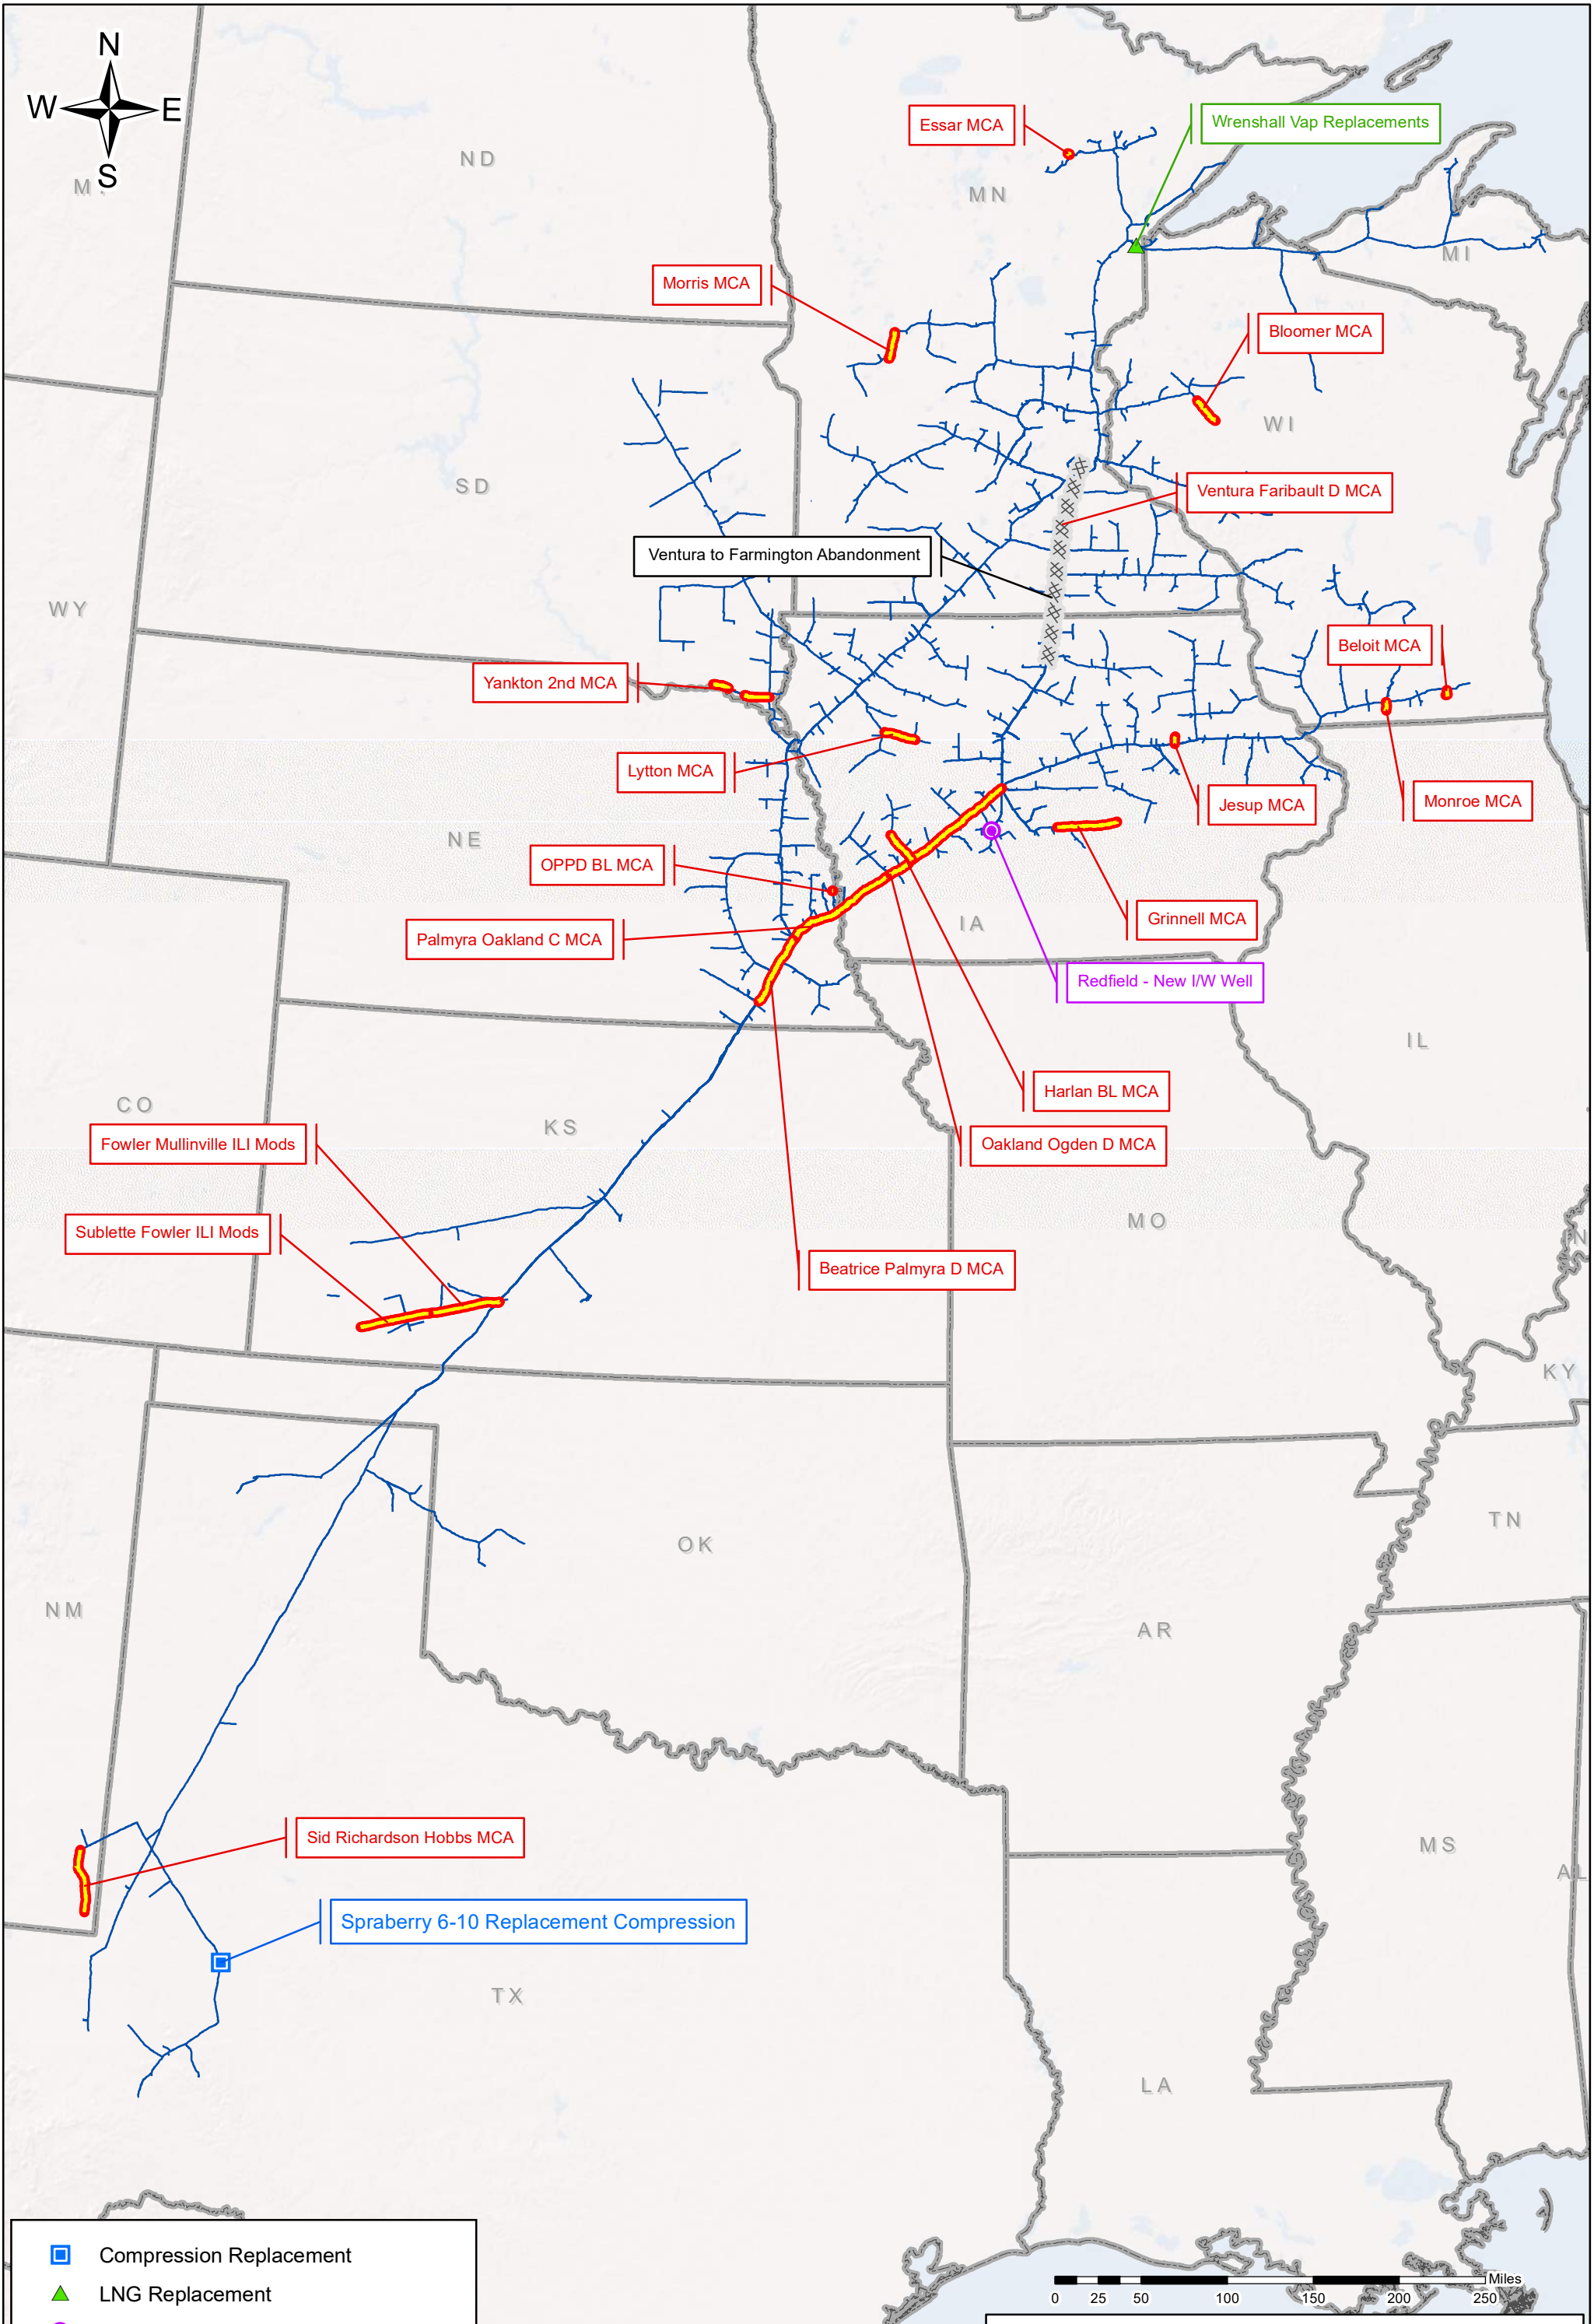 N
W
E
S
ND
MN
Essar MCA
Wrenshall Vap Replacements
MI
Morris MCA
Bloomer MCA
WI
SD
Ventura Faribault D MCA
Ventura to Farmington Abandonment
WY
Beloit MCA
Yankton 2nd MCA
Lytton MCA
Jesup MCA
Monroe MCA
NE
OPPD BL MCA
Palmyra Oakland C MCA
IA
Grinnell MCA
Redfield - New I/W Well
IL
CO
KS
Harlan BL MCA
Fowler Mullinville ILI Mods
Oakland Ogden D MCA
Sublette Fowler ILI Mods
MO
Beatrice Palmyra D MCA
KY
TN
OK
NM
AR
Sid Richardson Hobbs MCA
MS
AL
Spraberry 6-10 Replacement Compression
TX
LA
Compression Replacement
LNG Replacement
Miles
0 25 50 100 150 200 250